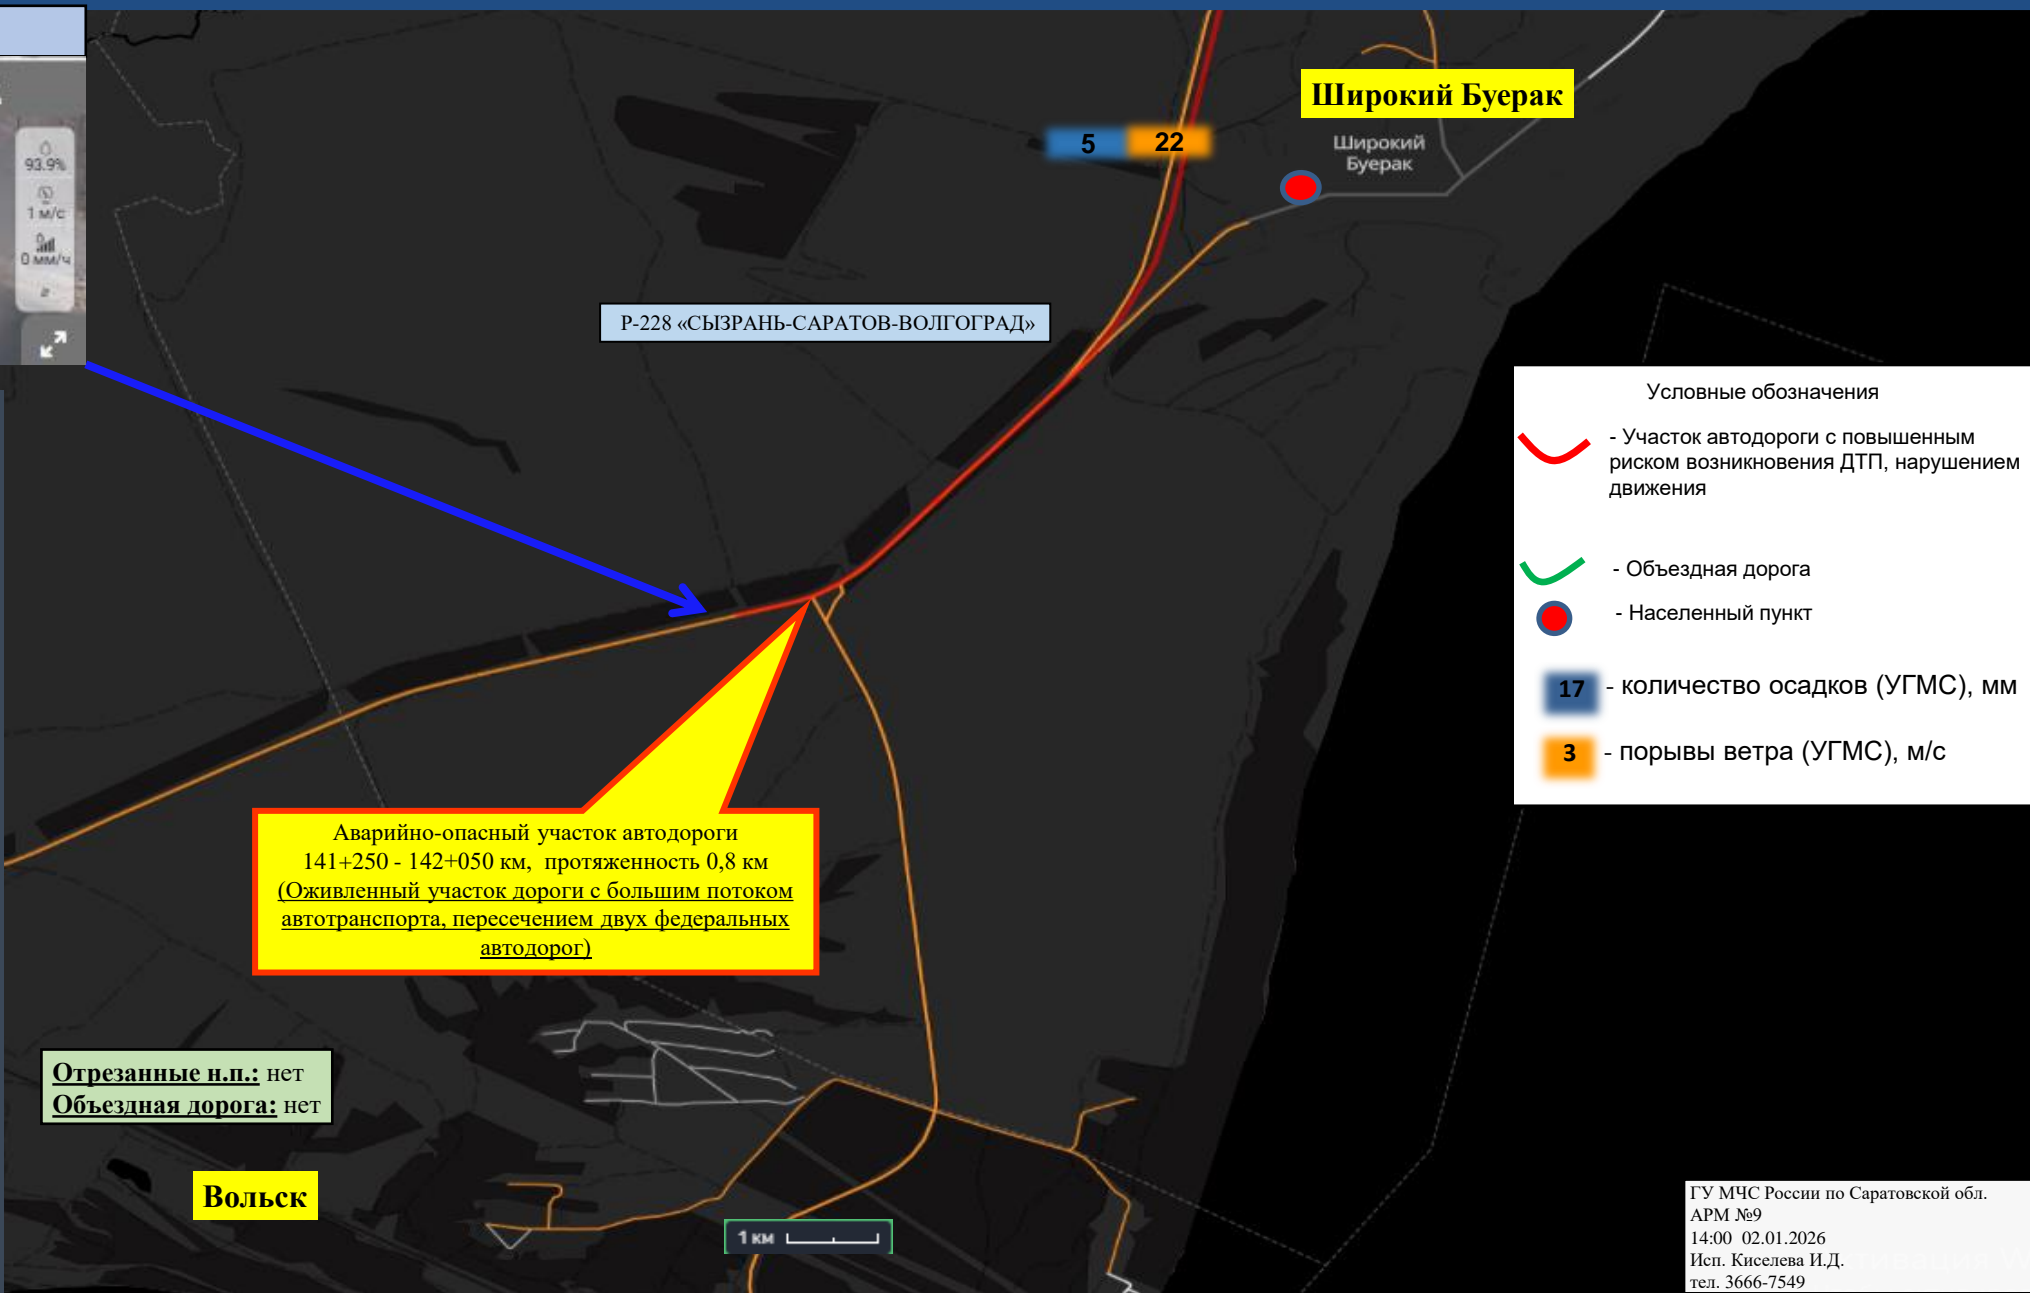 Широкий Буерак
5 22
Широкий
Буерак
93.9%
1 м/с
0 мм/ч
Р-228 «СЫЗРАНЬ-САРАТОВ-ВОЛГОГРАД»
Условные обозначения
- Участок автодороги с повышенным
риском возникновения ДТП, нарушением
движения
- Объездная дорога
- Населенный пункт
17 - количество осадков (УГМС), мм
3 - порывы ветра (УГМС), м/с
Аварийно-опасный участок автодороги
141+250 - 142+050 км, протяженность 0,8 км
(Оживленный участок дороги с большим потоком
автотранспорта, пересечением двух федеральных
автодорог)
Отрезанные н.п.: нет
Объездная дорога: нет
Вольск
1 км
ГУ МЧС России по Саратовской обл.
АРМ №9
14:00 02.01.2026
Исп. Киселева И.Д.
тел. 3666-7549